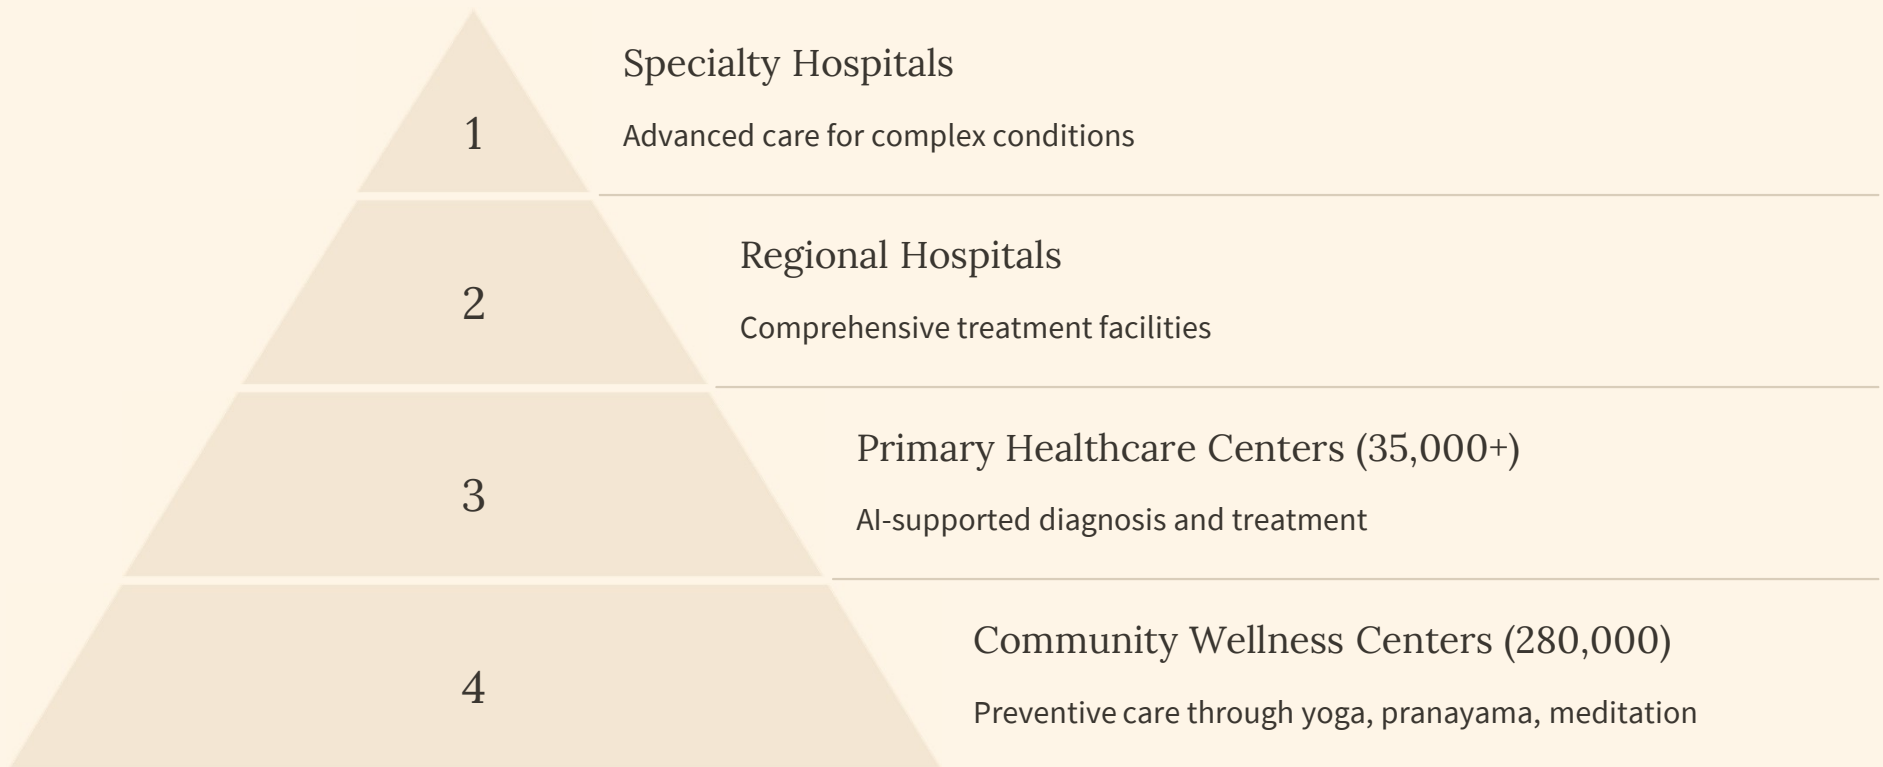 1
Specialty Hospitals
Advanced care for complex conditions
2
Regional Hospitals
Comprehensive treatment facilities
3
Primary Healthcare Centers (35,000+)
AI-supported diagnosis and treatment
4
Community Wellness Centers (280,000)
Preventive care through yoga, pranayama, meditation